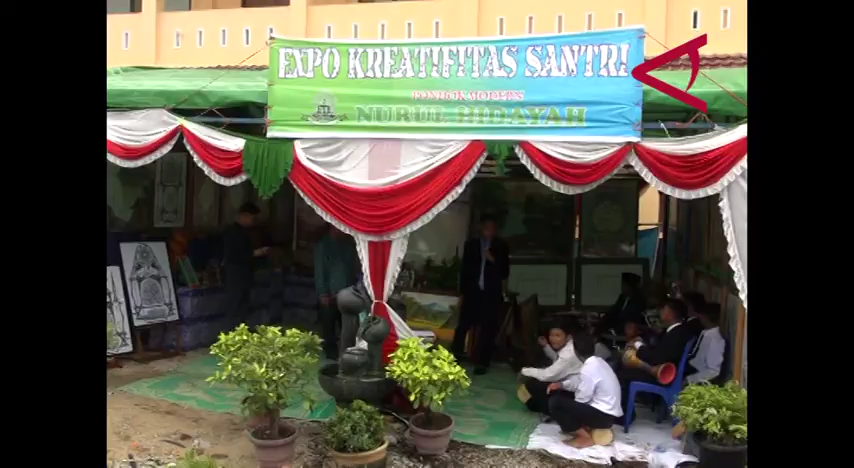 EXPO KREATIFITAS SANTRI
PONDOK MODERN
NURUL HIDAYAH